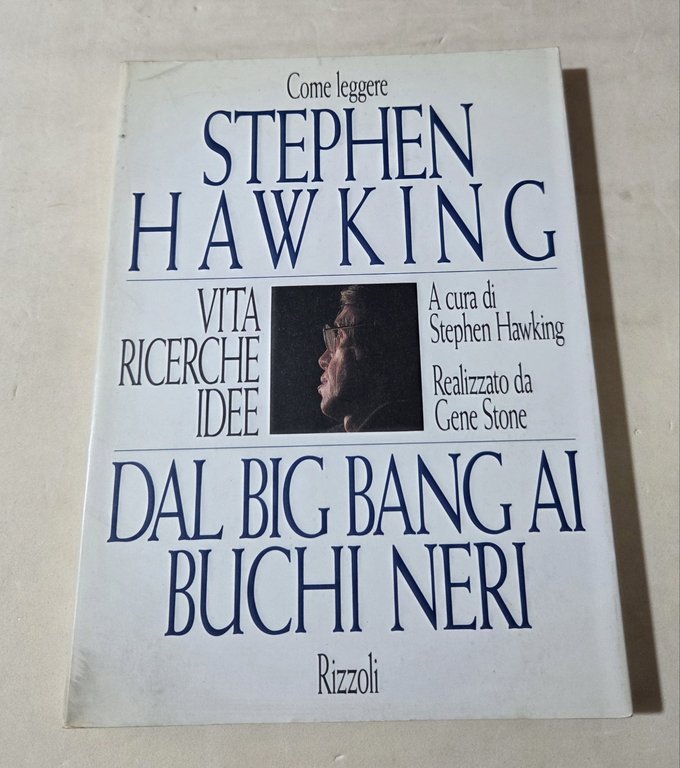 Come leggere
STEPHEN
HAWKING
VITA
RICERCHE
IDEE
A cura di
Stephen Hawking
Realizzato da
Gene Stone
DAL BIG BANG AI
BUCHI NERI
Rizzoli